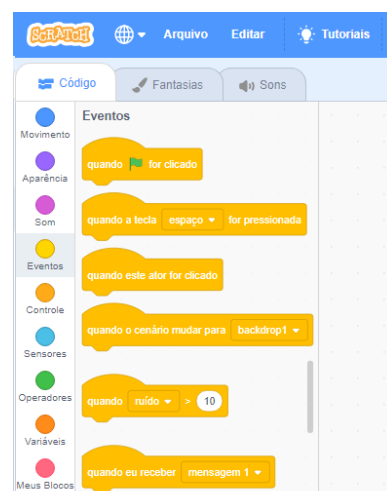 SCRATCH Arquivo Editar Tutoriais
Código Fantasias Sons
Movimento
Aparência
Som
Eventos
Controle
Sensores
Operadores
Variáveis
Meus Blocos
Eventos
quando for clicado
quando a tecla espaço for pressionada
quando este ator for clicado
quando o cenário mudar para backdrop1
quando ruído > 10
quando eu receber mensagem 1